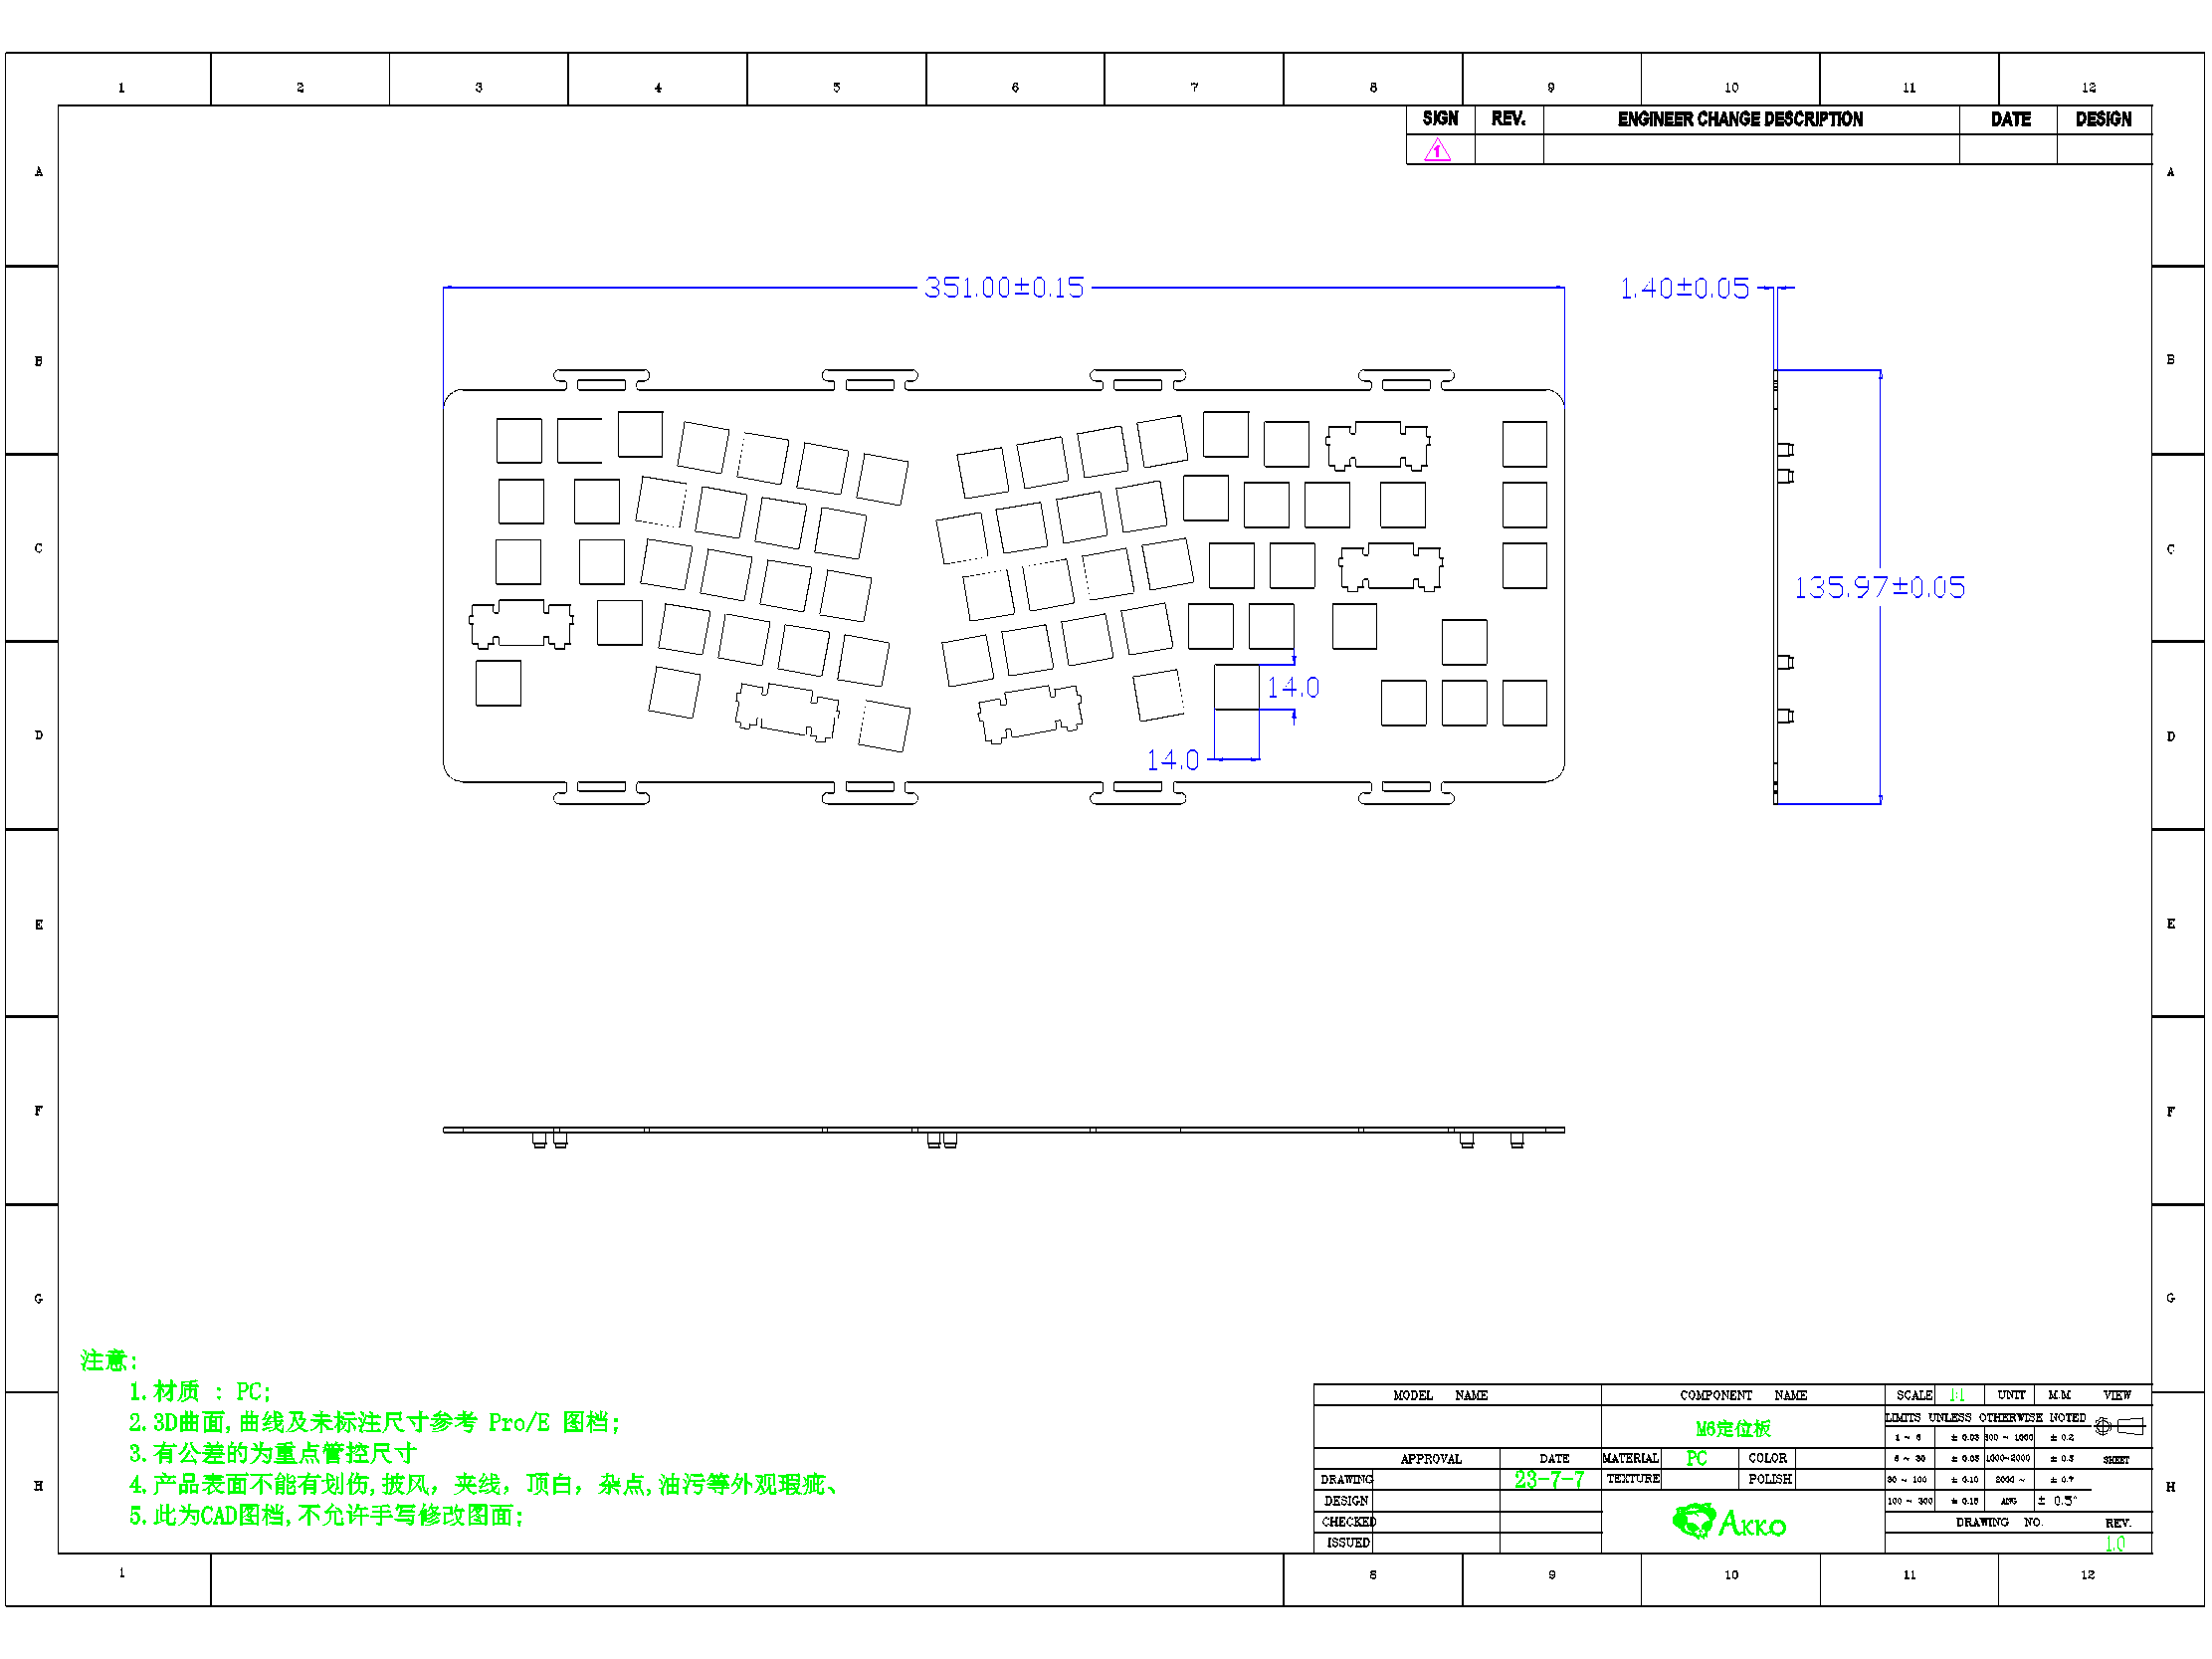 1 2 3 4 5 6 7 8 9 10 11 12
SIGN REV. ENGINEER CHANGE DESCRIPTION DATE DESIGN
1
A A
351.00±0.15 1.40±0.05
B B
C C
135.97±0.05
14.0
D D
14.0
E E
F F
G G
注意:
1.材质 : PC;
2.3D曲面,曲线及未标注尺寸参考 Pro/E 图档;
3.有公差的为重点管控尺寸
4.产品表面不能有划伤,披风, 夹线, 顶白, 杂点,油污等外观瑕疵、
5.此为CAD图档,不允许手写修改图面;
H H
MODEL NAME COMPONENT NAME SCALE 1:1 UNIT M.M VIEW
M6定位板 LIMITS UNLESS OTHERWISE NOTED
1 ~ 6 ± 0.03 300 ~ 1000 ± 0.2
APPROVAL DATE MATERIAL PC COLOR 6 ~ 30 ± 0.05 1000~2000 ± 0.3 SHEET
DRAWING 23-7-7 TEXTURE POLISH 30 ~ 100 ± 0.10 2000 ~
DESIGN 100 ~ 300 ± 0.15 ANG ± 0.5°
CHECKED AKKO DRAWING NO. REV.
ISSUED 1.0
1 8 9 10 11 12